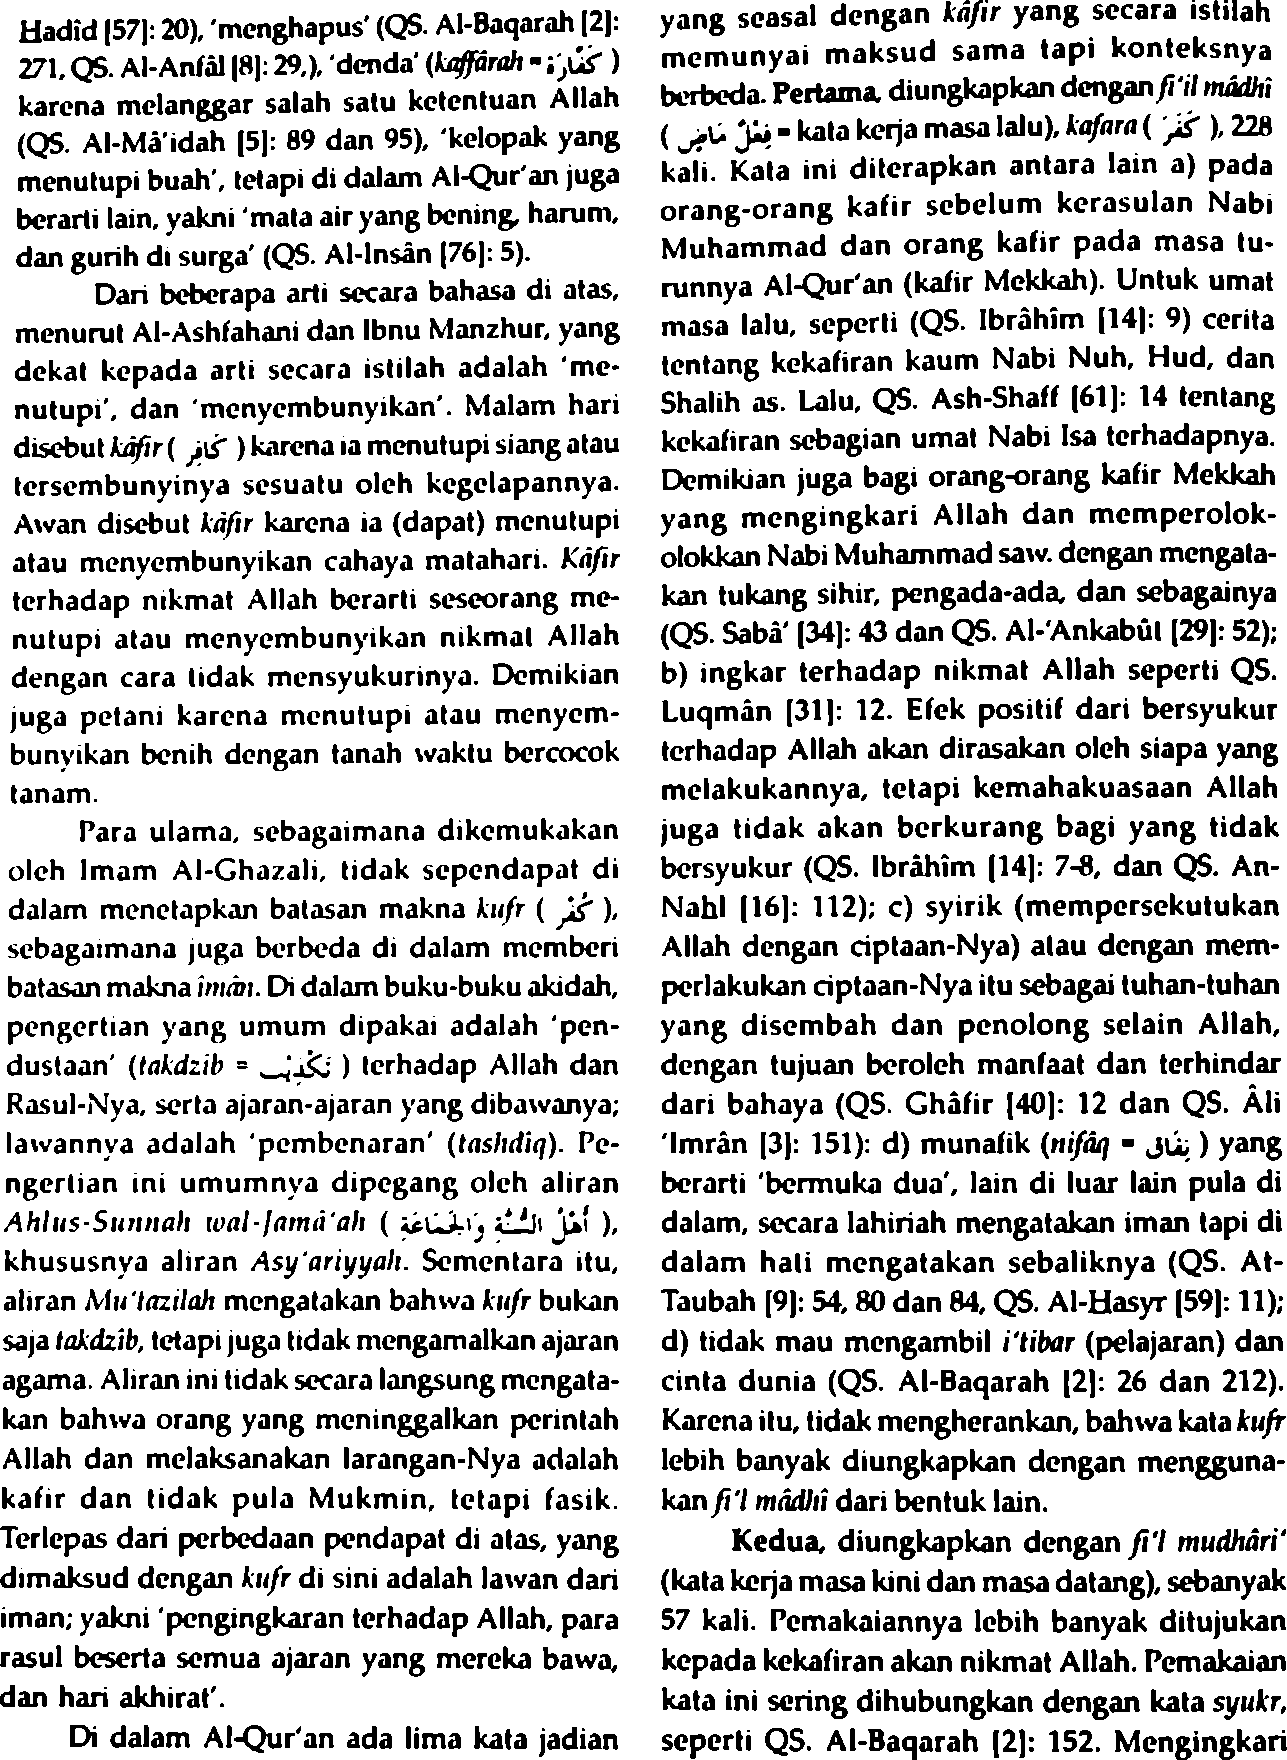 Hadîd [57]: 20), 'menghapus' (QS. Al-Baqarah [2]:
271, QS. Al-Anfâl [8]: 29,), 'denda' (kaffârah = كَفَّارَة )
karena melanggar salah satu ketentuan Allah
(QS. Al-Mâ'idah [5]: 89 dan 95), 'kelopak yang
menutupi buah', tetapi di dalam Al-Qur'an juga
berarti lain, yakni 'mata air yang bening, harum,
dan gurih di surga' (QS. Al-Insân [76]: 5).
Dari beberapa arti secara bahasa di atas,
menurut Al-Ashfahani dan Ibnu Manzhur, yang
dekat kepada arti secara istilah adalah 'me-
nutupi', dan 'menyembunyikan'. Malam hari
disebut kâfir ( كَافِر ) karena ia menutupi siang atau
tersembunyinya sesuatu oleh kegelapannya.
Awan disebut kâfir karena ia (dapat) menutupi
atau menyembunyikan cahaya matahari. Kâfir
terhadap nikmat Allah berarti seseorang me-
nutupi atau menyembunyikan nikmat Allah
dengan cara tidak mensyukurinya. Demikian
juga petani karena menutupi atau menyem-
bunyikan benih dengan tanah waktu bercocok
tanam.
Para ulama, sebagaimana dikemukakan
oleh Imam Al-Ghazali, tidak sependapat di
dalam menetapkan batasan makna kufr ( كُفْر ),
sebagaimana juga berbeda di dalam memberi
batasan makna îmân. Di dalam buku-buku akidah,
pengertian yang umum dipakai adalah 'pen-
dustaan' (takdzib = تَكْذِيْب ) terhadap Allah dan
Rasul-Nya, serta ajaran-ajaran yang dibawanya;
lawannya adalah 'pembenaran' (tashdîq). Pe-
ngertian ini umumnya dipegang oleh aliran
Ahlus-Sunnah wal-Jamâ'ah ( أَهْلُ السُّنَّةِ وَالْجَمَاعَةِ ),
khususnya aliran Asy'ariyyah. Sementara itu,
aliran Mu'tazilah mengatakan bahwa kufr bukan
saja takdzîb, tetapi juga tidak mengamalkan ajaran
agama. Aliran ini tidak secara langsung mengata-
kan bahwa orang yang meninggalkan perintah
Allah dan melaksanakan larangan-Nya adalah
kafir dan tidak pula Mukmin, tetapi fasik.
Terlepas dari perbedaan pendapat di atas, yang
dimaksud dengan kufr di sini adalah lawan dari
iman; yakni 'pengingkaran terhadap Allah, para
rasul beserta semua ajaran yang mereka bawa,
dan hari akhirat'.
Di dalam Al-Qur'an ada lima kata jadian
yang seasal dengan kâfir yang secara istilah
memunyai maksud sama tapi konteksnya
berbeda. Pertama, diungkapkan dengan fi'il mâdhî
( فِعْلٌ مَاضٍ = kata kerja masa lalu), kafara ( كَفَرَ ), 228
kali. Kata ini diterapkan antara lain a) pada
orang-orang kafir sebelum kerasulan Nabi
Muhammad dan orang kafir pada masa tu-
runnya Al-Qur'an (kafir Mekkah). Untuk umat
masa lalu, seperti (QS. Ibrâhîm [14]: 9) cerita
tentang kekafiran kaum Nabi Nuh, Hud, dan
Shalih as. Lalu, QS. Ash-Shaff [61]: 14 tentang
kekafiran sebagian umat Nabi Isa terhadapnya.
Demikian juga bagi orang-orang kafir Mekkah
yang mengingkari Allah dan memperolok-
olokkan Nabi Muhammad saw. dengan mengata-
kan tukang sihir, pengada-ada, dan sebagainya
(QS. Sabâ' [34]: 43 dan QS. Al-'Ankabût [29]: 52);
b) ingkar terhadap nikmat Allah seperti QS.
Luqmân [31]: 12. Efek positif dari bersyukur
terhadap Allah akan dirasakan oleh siapa yang
melakukannya, tetapi kemahakuasaan Allah
juga tidak akan berkurang bagi yang tidak
bersyukur (QS. Ibrâhîm [14]: 7-8, dan QS. An-
Nahl [16]: 112); c) syirik (mempersekutukan
Allah dengan ciptaan-Nya) atau dengan mem-
perlakukan ciptaan-Nya itu sebagai tuhan-tuhan
yang disembah dan penolong selain Allah,
dengan tujuan beroleh manfaat dan terhindar
dari bahaya (QS. Ghâfir [40]: 12 dan QS. Âli
'Imrân [3]: 151): d) munafik (nifâq = نِفَاق ) yang
berarti 'bermuka dua', lain di luar lain pula di
dalam, secara lahiriah mengatakan iman tapi di
dalam hati mengatakan sebaliknya (QS. At-
Taubah [9]: 54, 80 dan 84, QS. Al-Hasyr [59]: 11);
d) tidak mau mengambil i'tibar (pelajaran) dan
cinta dunia (QS. Al-Baqarah [2]: 26 dan 212).
Karena itu, tidak mengherankan, bahwa kata kufr
lebih banyak diungkapkan dengan mengguna-
kan fi'l mâdhî dari bentuk lain.
Kedua, diungkapkan dengan fi'l mudhâri'
(kata kerja masa kini dan masa datang), sebanyak
57 kali. Pemakaiannya lebih banyak ditujukan
kepada kekafiran akan nikmat Allah. Pemakaian
kata ini sering dihubungkan dengan kata syukr,
seperti QS. Al-Baqarah [2]: 152. Mengingkari